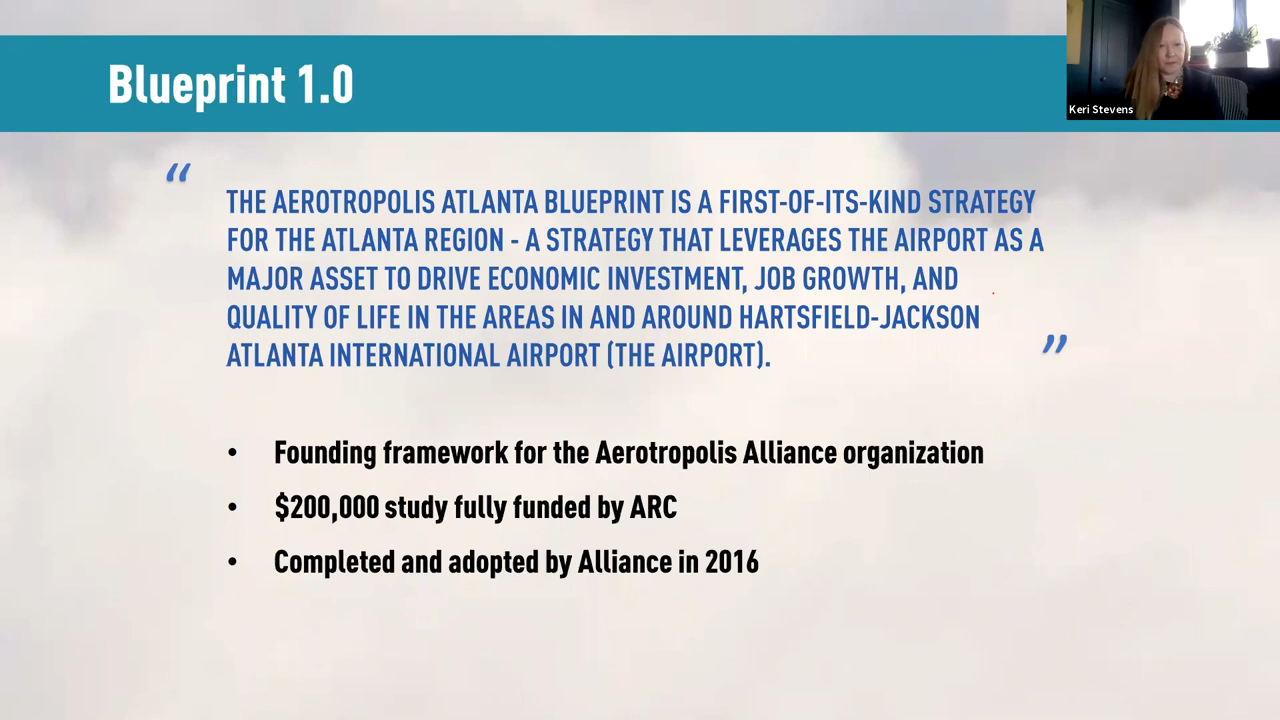 Blueprint 1.0
Keri Stevens
“
THE AEROTROPOLIS ATLANTA BLUEPRINT IS A FIRST-OF-ITS-KIND STRATEGY
FOR THE ATLANTA REGION - A STRATEGY THAT LEVERAGES THE AIRPORT AS A
MAJOR ASSET TO DRIVE ECONOMIC INVESTMENT, JOB GROWTH, AND
QUALITY OF LIFE IN THE AREAS IN AND AROUND HARTSFIELD-JACKSON
ATLANTA INTERNATIONAL AIRPORT (THE AIRPORT).
”
• Founding framework for the Aerotropolis Alliance organization
• $200,000 study fully funded by ARC
• Completed and adopted by Alliance in 2016